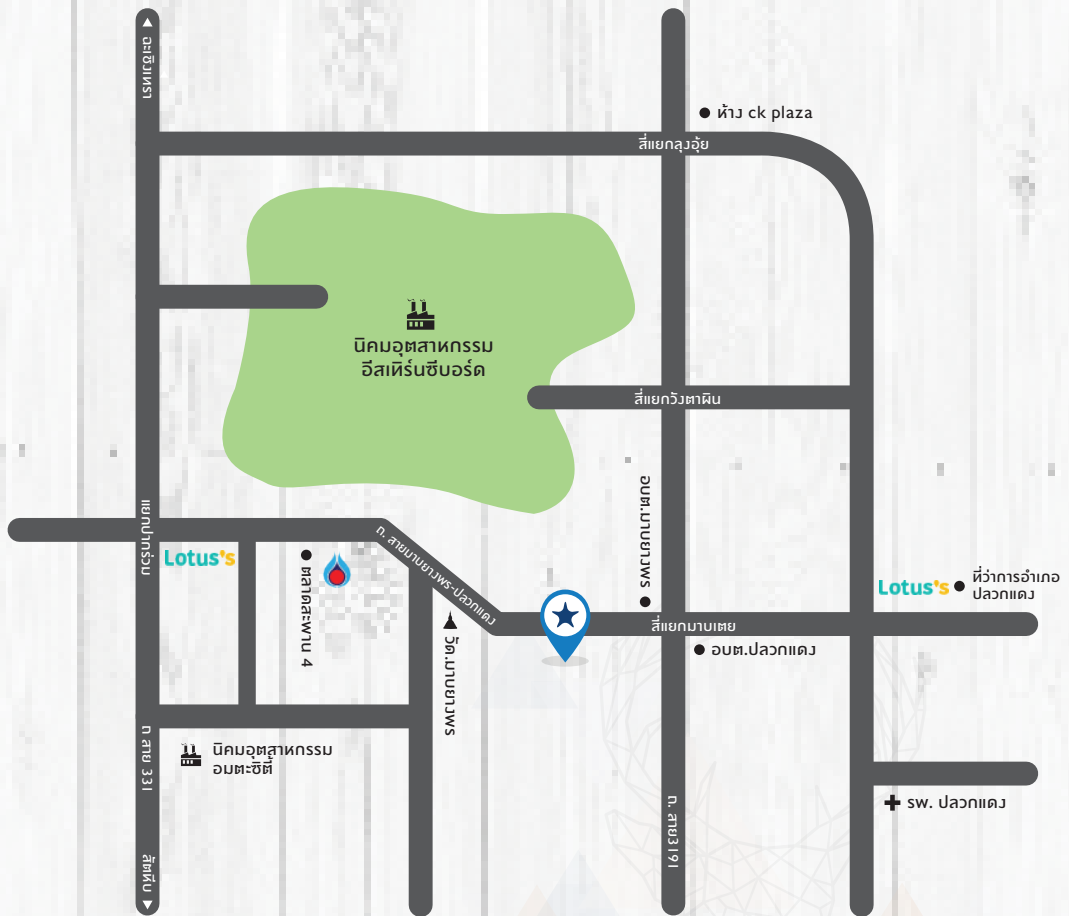 ฉะเชิงเทรา
ห้าง ck plaza
สี่แยกลุงอุ้ย
นิคมอุตสาหกรรม
อีสเทิร์นซีบอร์ด
สี่แยกวังตาผิน
แยกปากร่วม
Lotus's
ตลาดสะพาน 4
ถ. สายมาบยางพร-ปลวกแดง
วัด.มาบยางพร
อบต.มาบยางพร
สี่แยกมาบเตย
อบต.ปลวกแดง
Lotus's
ที่ว่าการอำเภอ
ปลวกแดง
ถ สาย 331
นิคมอุตสาหกรรม
อมตะซิตี้
ถ. สาย3191
รพ. ปลวกแดง
สัตหีบ